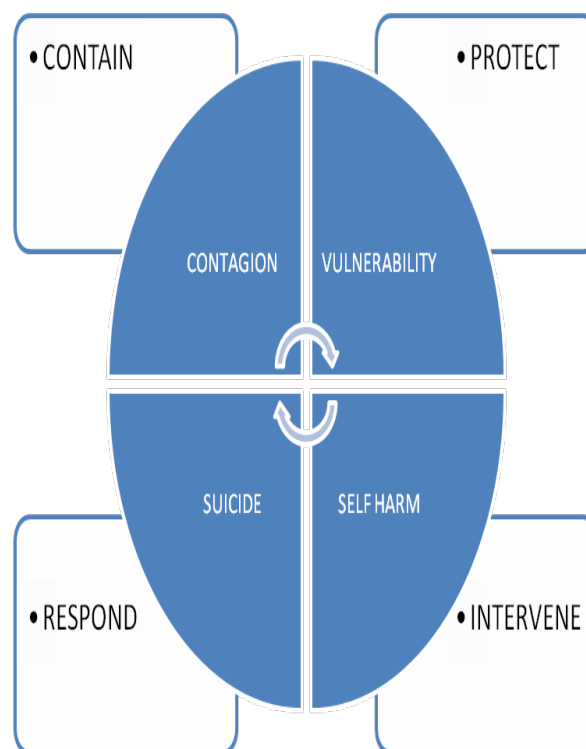 • CONTAIN
• PROTECT
CONTAGION
VULNERABILITY
SUICIDE
SELF HARM
• RESPOND
• INTERVENE